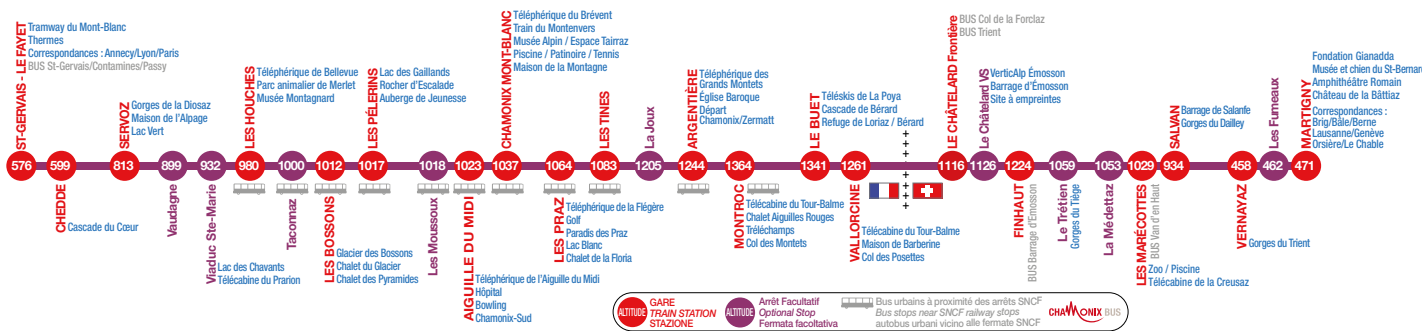 ST-GERVAIS - LE FAYET
Tramway du Mont-Blanc
Thermes
Correspondances : Annecy/Lyon/Paris
BUS St-Gervais/Contamines/Passy
576
599
CHEDDE
Cascade du Cœur
SERVOZ
Gorges de la Diosaz
Maison de l'Alpage
Lac Vert
813
899
Vaudagne
932
Viaduc Ste-Marie
Lac des Chavants
Télécabine du Prarion
LES HOUCHES
Téléphérique de Bellevue
Parc animalier de Merlet
Musée Montagnard
980
1000
Taconnaz
1012
LES BOSSONS
Glacier des Bossons
Chalet du Glacier
Chalet des Pyramides
LES PÉLERINS
Lac des Gaillands
Rocher d'Escalade
Auberge de Jeunesse
1017
1018
Les Moussoux
1023
AIGUILLE DU MIDI
Téléphérique de l'Aiguille du Midi
Hôpital
Bowling
Chamonix-Sud
CHAMONIX MONT-BLANC
Téléphérique du Brévent
Train du Montenvers
Musée Alpin / Espace Tairraz
Piscine / Patinoire / Tennis
Maison de la Montagne
1037
1064
LES PRAZ
Téléphérique de la Flégère
Golf
Paradis des Praz
Lac Blanc
Chalet de la Floria
LES TINES
1083
La Joux
1205
ARGENTIÈRE
Téléphérique des
Grands Montets
Église Baroque
Départ
Chamonix/Zermatt
1244
1364
MONTROC
Télécabine du Tour-Balme
Chalet Aiguilles Rouges
Tréléchamps
Col des Montets
LE BUET
Téléskis de La Poya
Cascade de Bérard
Refuge de Loriaz / Bérard
1341
1261
VALLORCINE
Télécabine du Tour-Balme
Maison de Barberine
Col des Posettes
LE CHÂTELARD Frontière
BUS Col de la Forclaz
BUS Trient
1116
Le Châtelard VS
VerticAlp Émosson
Barrage d'Émosson
Site à empreintes
1126
1224
FINHAUT
BUS Barrage d'Emosson
1059
Le Trétien
Gorges du Tiège
1053
La Médettaz
1029
LES MARÉCOTTES
BUS Van d'en Haut
Zoo / Piscine
Télécabine de la Creusaz
SALVAN
Barrage de Salanfe
Gorges du Dailley
934
458
VERNAYAZ
Gorges du Trient
Les Fumeaux
462
MARTIGNY
Fondation Gianadda
Musée et chien du St-Bernard
Amphithéâtre Romain
Château de la Bâttiaz
Correspondances :
Brig/Bâle/Berne
Lausanne/Genève
Orsière/Le Chable
471
ALTITUDE
GARE
TRAIN STATION
STAZIONE
ALTITUDE
Arrêt Facultatif
Optional Stop
Fermata facoltativa
Bus urbains à proximité des arrêts SNCF
Bus stops near SNCF railway stops
autobus urbani vicino alle fermate SNCF
CHAMONIX BUS